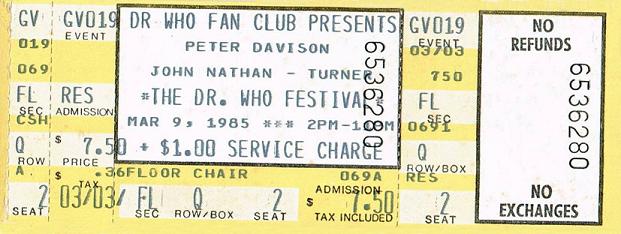 GV GV019 DR WHO FAN CLUB PRESENTS GV019 NO
EVENT EVENT REFUNDS
019 PETER DAVISON 03/03
069 JOHN NATHAN - TURNER 750
FL RES *THE DR. WHO FESTIVAL* FL
SEC ADMISSION SEC
CSH MAR 9, 1985 *** 2PM- 0691
6536280 6536280
Q $ 7.50 + $1.00 SERVICE CHARGE Q
ROW PRICE ROW/BOX
A .36 FLOOR CHAIR 069A RES
TAX ADMISSION NO
2 03/03/ FL Q 2 $ 7.50 2 EXCHANGES
SEAT SEC ROW/BOX SEAT TAX INCLUDED SEAT